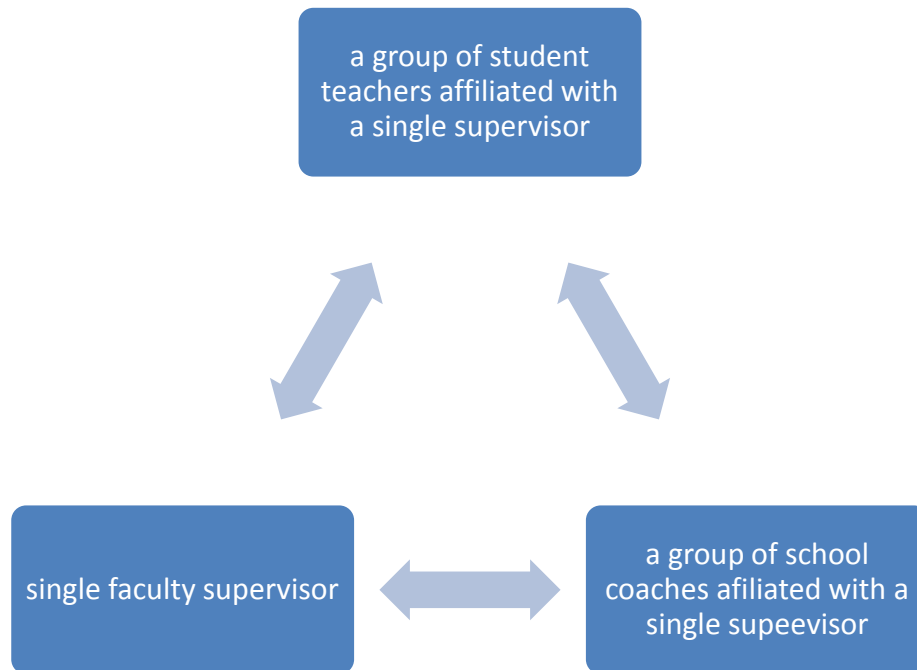 a group of student
teachers affiliated with
a single supervisor
single faculty supervisor
a group of school
coaches afiliated with a
single supeevisor